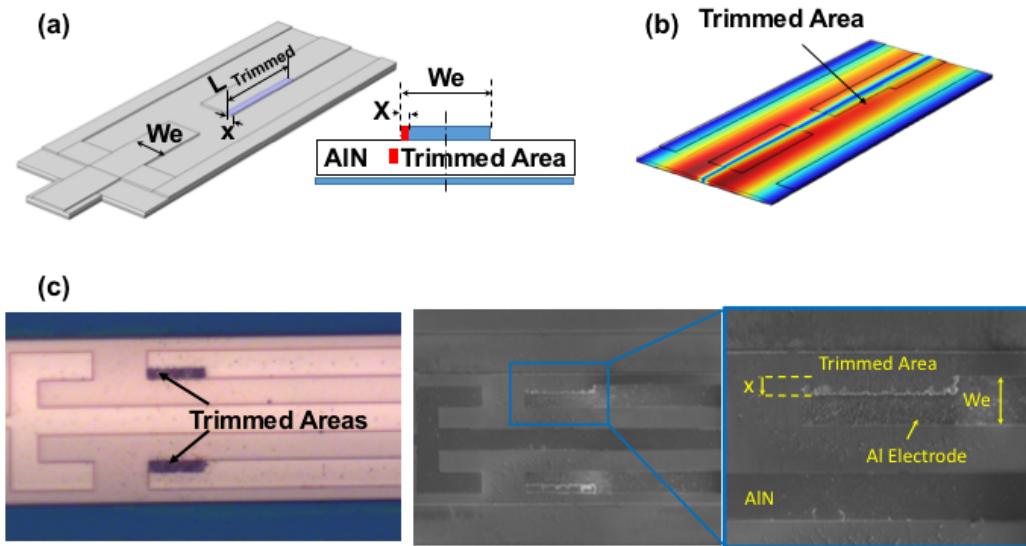 (a)
L Trimmed
x
We
We
X
AlN
Trimmed Area
Trimmed Area
(b)
(c)
Trimmed Areas
Trimmed Area
x
We
Al Electrode
AlN